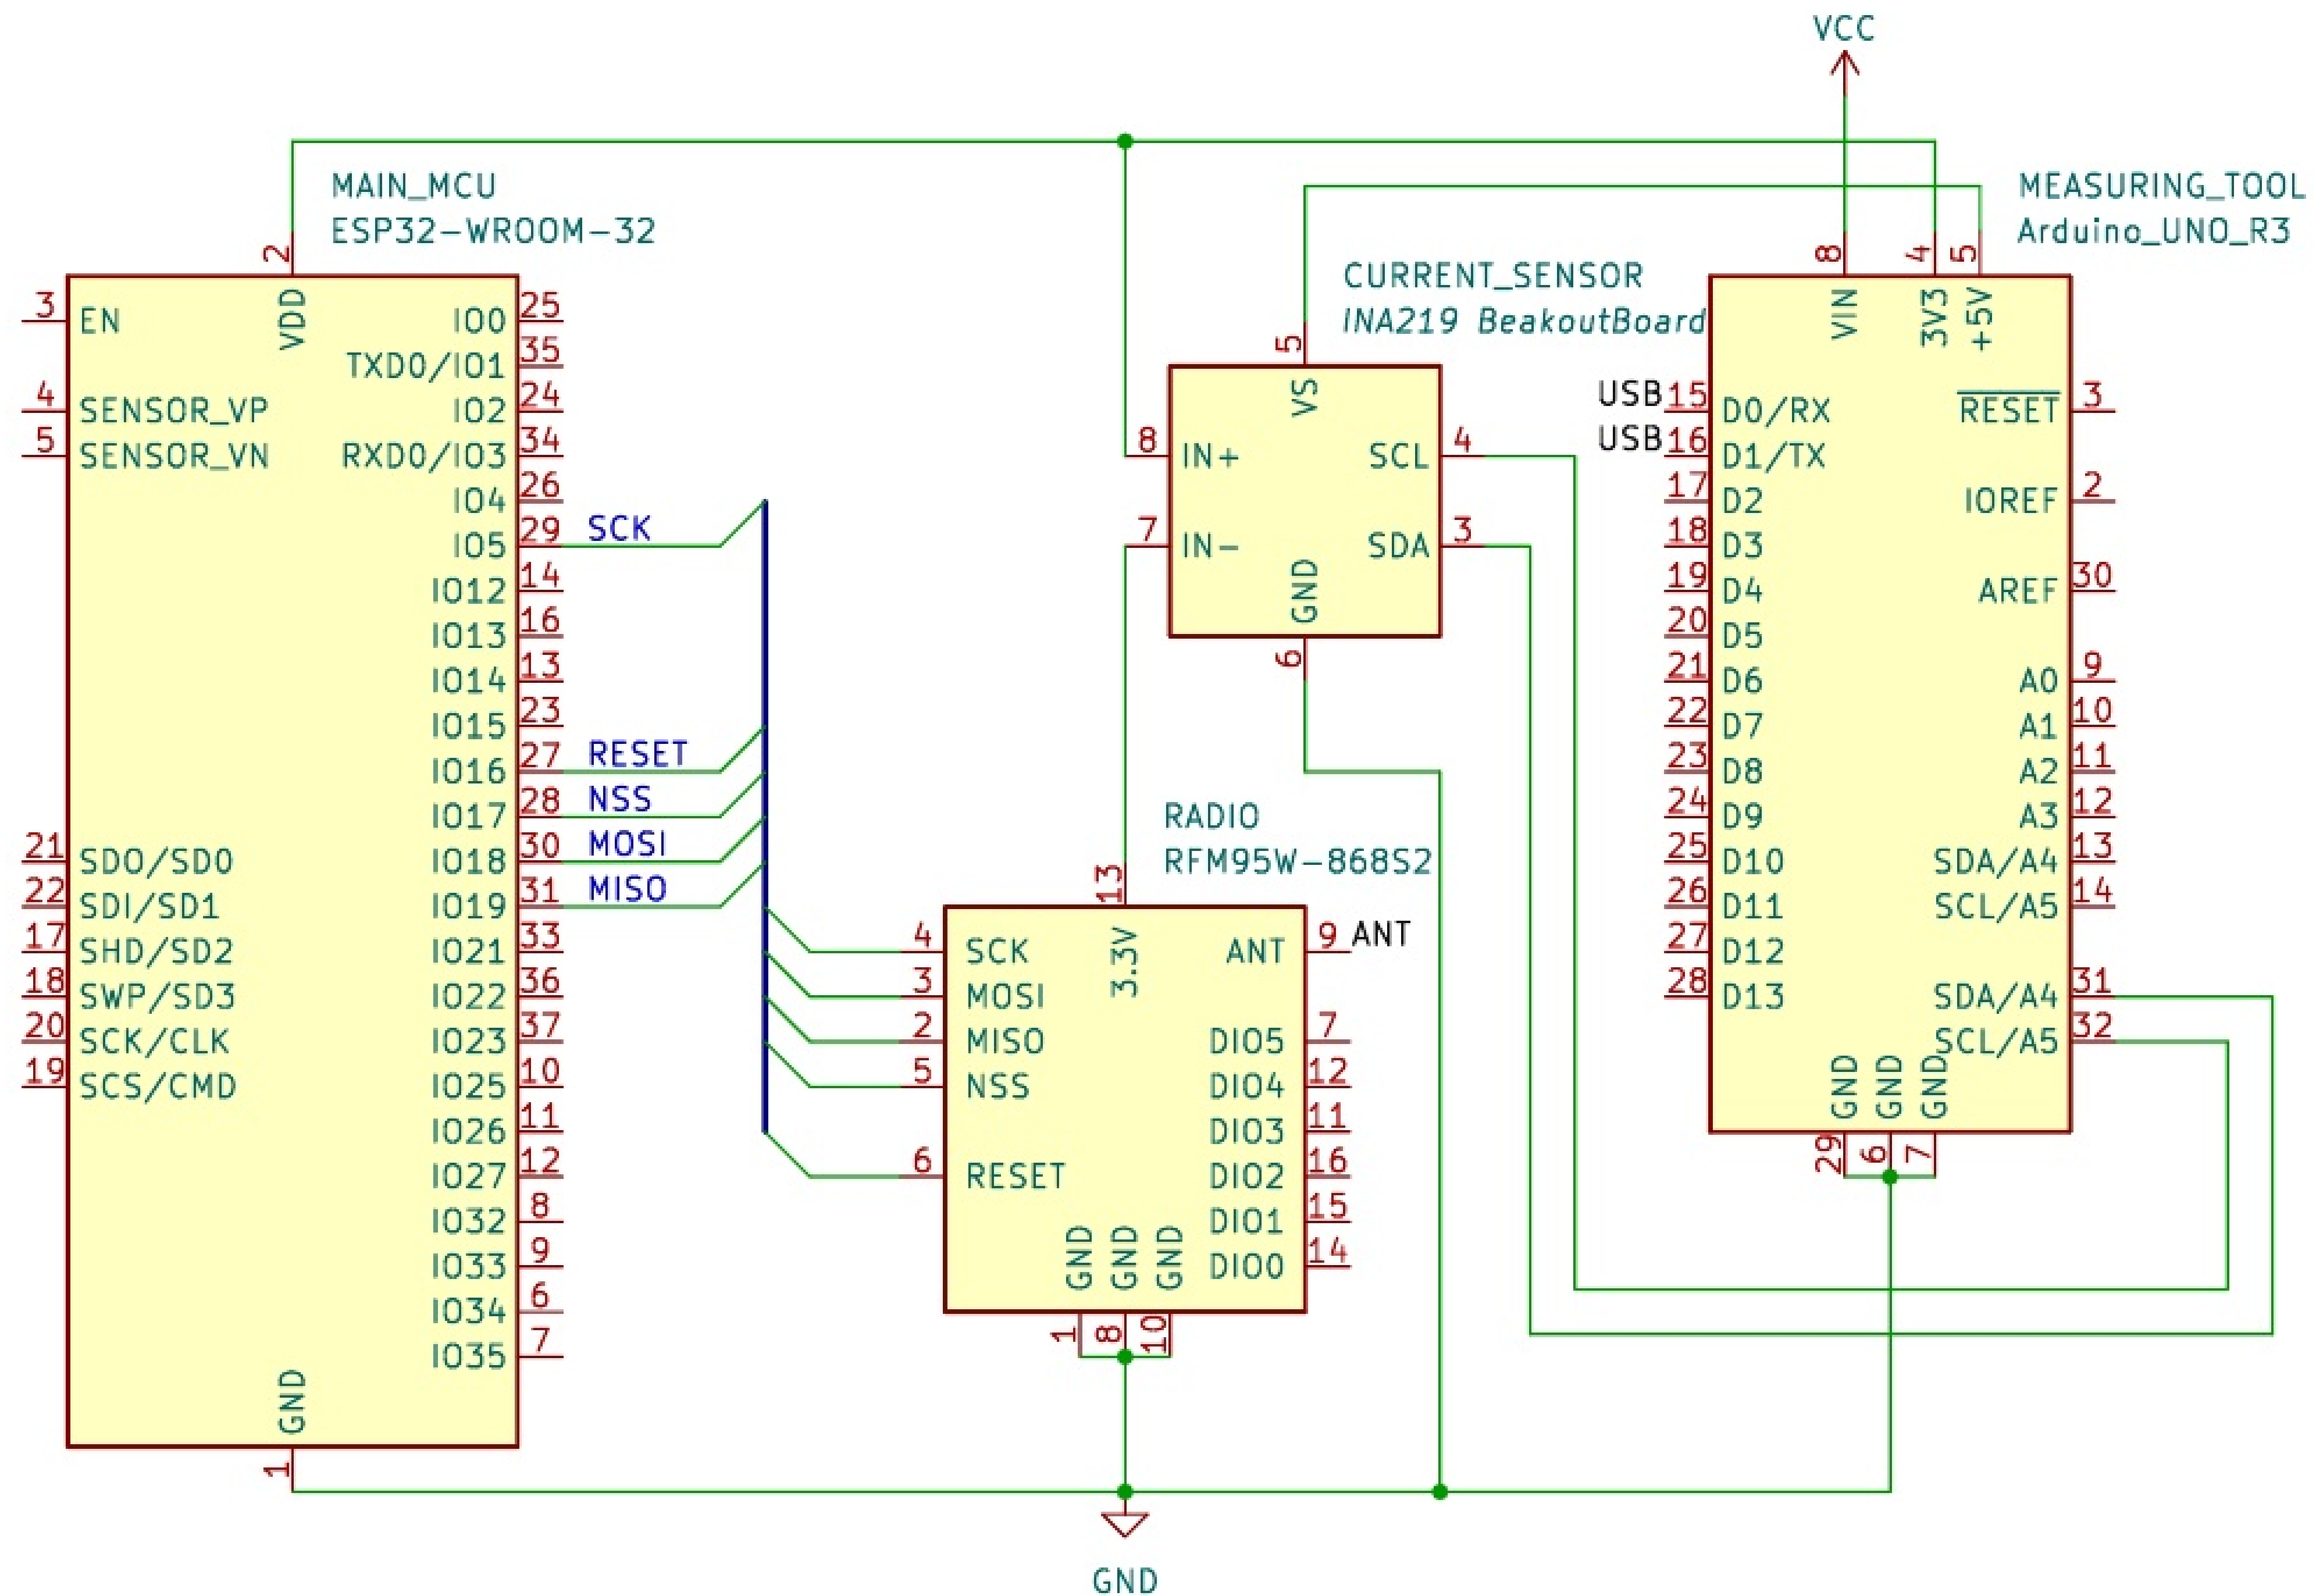 VCC
MAIN_MCU
ESP32-WROOM-32
2
VDD
3 EN
4 SENSOR_VP
5 SENSOR_VN
21 SDO/SD0
22 SDI/SD1
17 SHD/SD2
18 SWP/SD3
20 SCK/CLK
19 SCS/CMD
IO0 25
TXD0/IO1 35
IO2 24
RXD0/IO3 34
IO4 26
IO5 29 SCK
IO12 14
IO13 16
IO14 13
IO15 23
IO16 27 RESET
IO17 28 NSS
IO18 30 MOSI
IO19 31 MISO
IO21 33
IO22 36
IO23 37
IO25 10
IO26 11
IO27 12
IO32 8
IO33 9
IO34 6
IO35 7
GND
1
CURRENT_SENSOR
INA219 BeakoutBoard
5
VS
8 IN+
7 IN-
SCL 4
SDA 3
GND
6
RADIO
RFM95W-868S2
13
3.3V
4 SCK
3 MOSI
2 MISO
5 NSS
6 RESET
ANT 9 ANT
DIO5 7
DIO4 12
DIO3 11
DIO2 16
DIO1 15
DIO0 14
GND GND GND
1 8 10
GND
MEASURING_TOOL
Arduino_UNO_R3
8 4 5
VIN 3V3 +5V
USB 15 D0/RX
USB 16 D1/TX
17 D2
18 D3
19 D4
20 D5
21 D6
22 D7
23 D8
24 D9
25 D10
26 D11
27 D12
28 D13
RESET 3
IOREF 2
AREF 30
A0 9
A1 10
A2 11
A3 12
SDA/A4 13
SCL/A5 14
SDA/A4 31
SCL/A5 32
GND GND GND
29 6 7